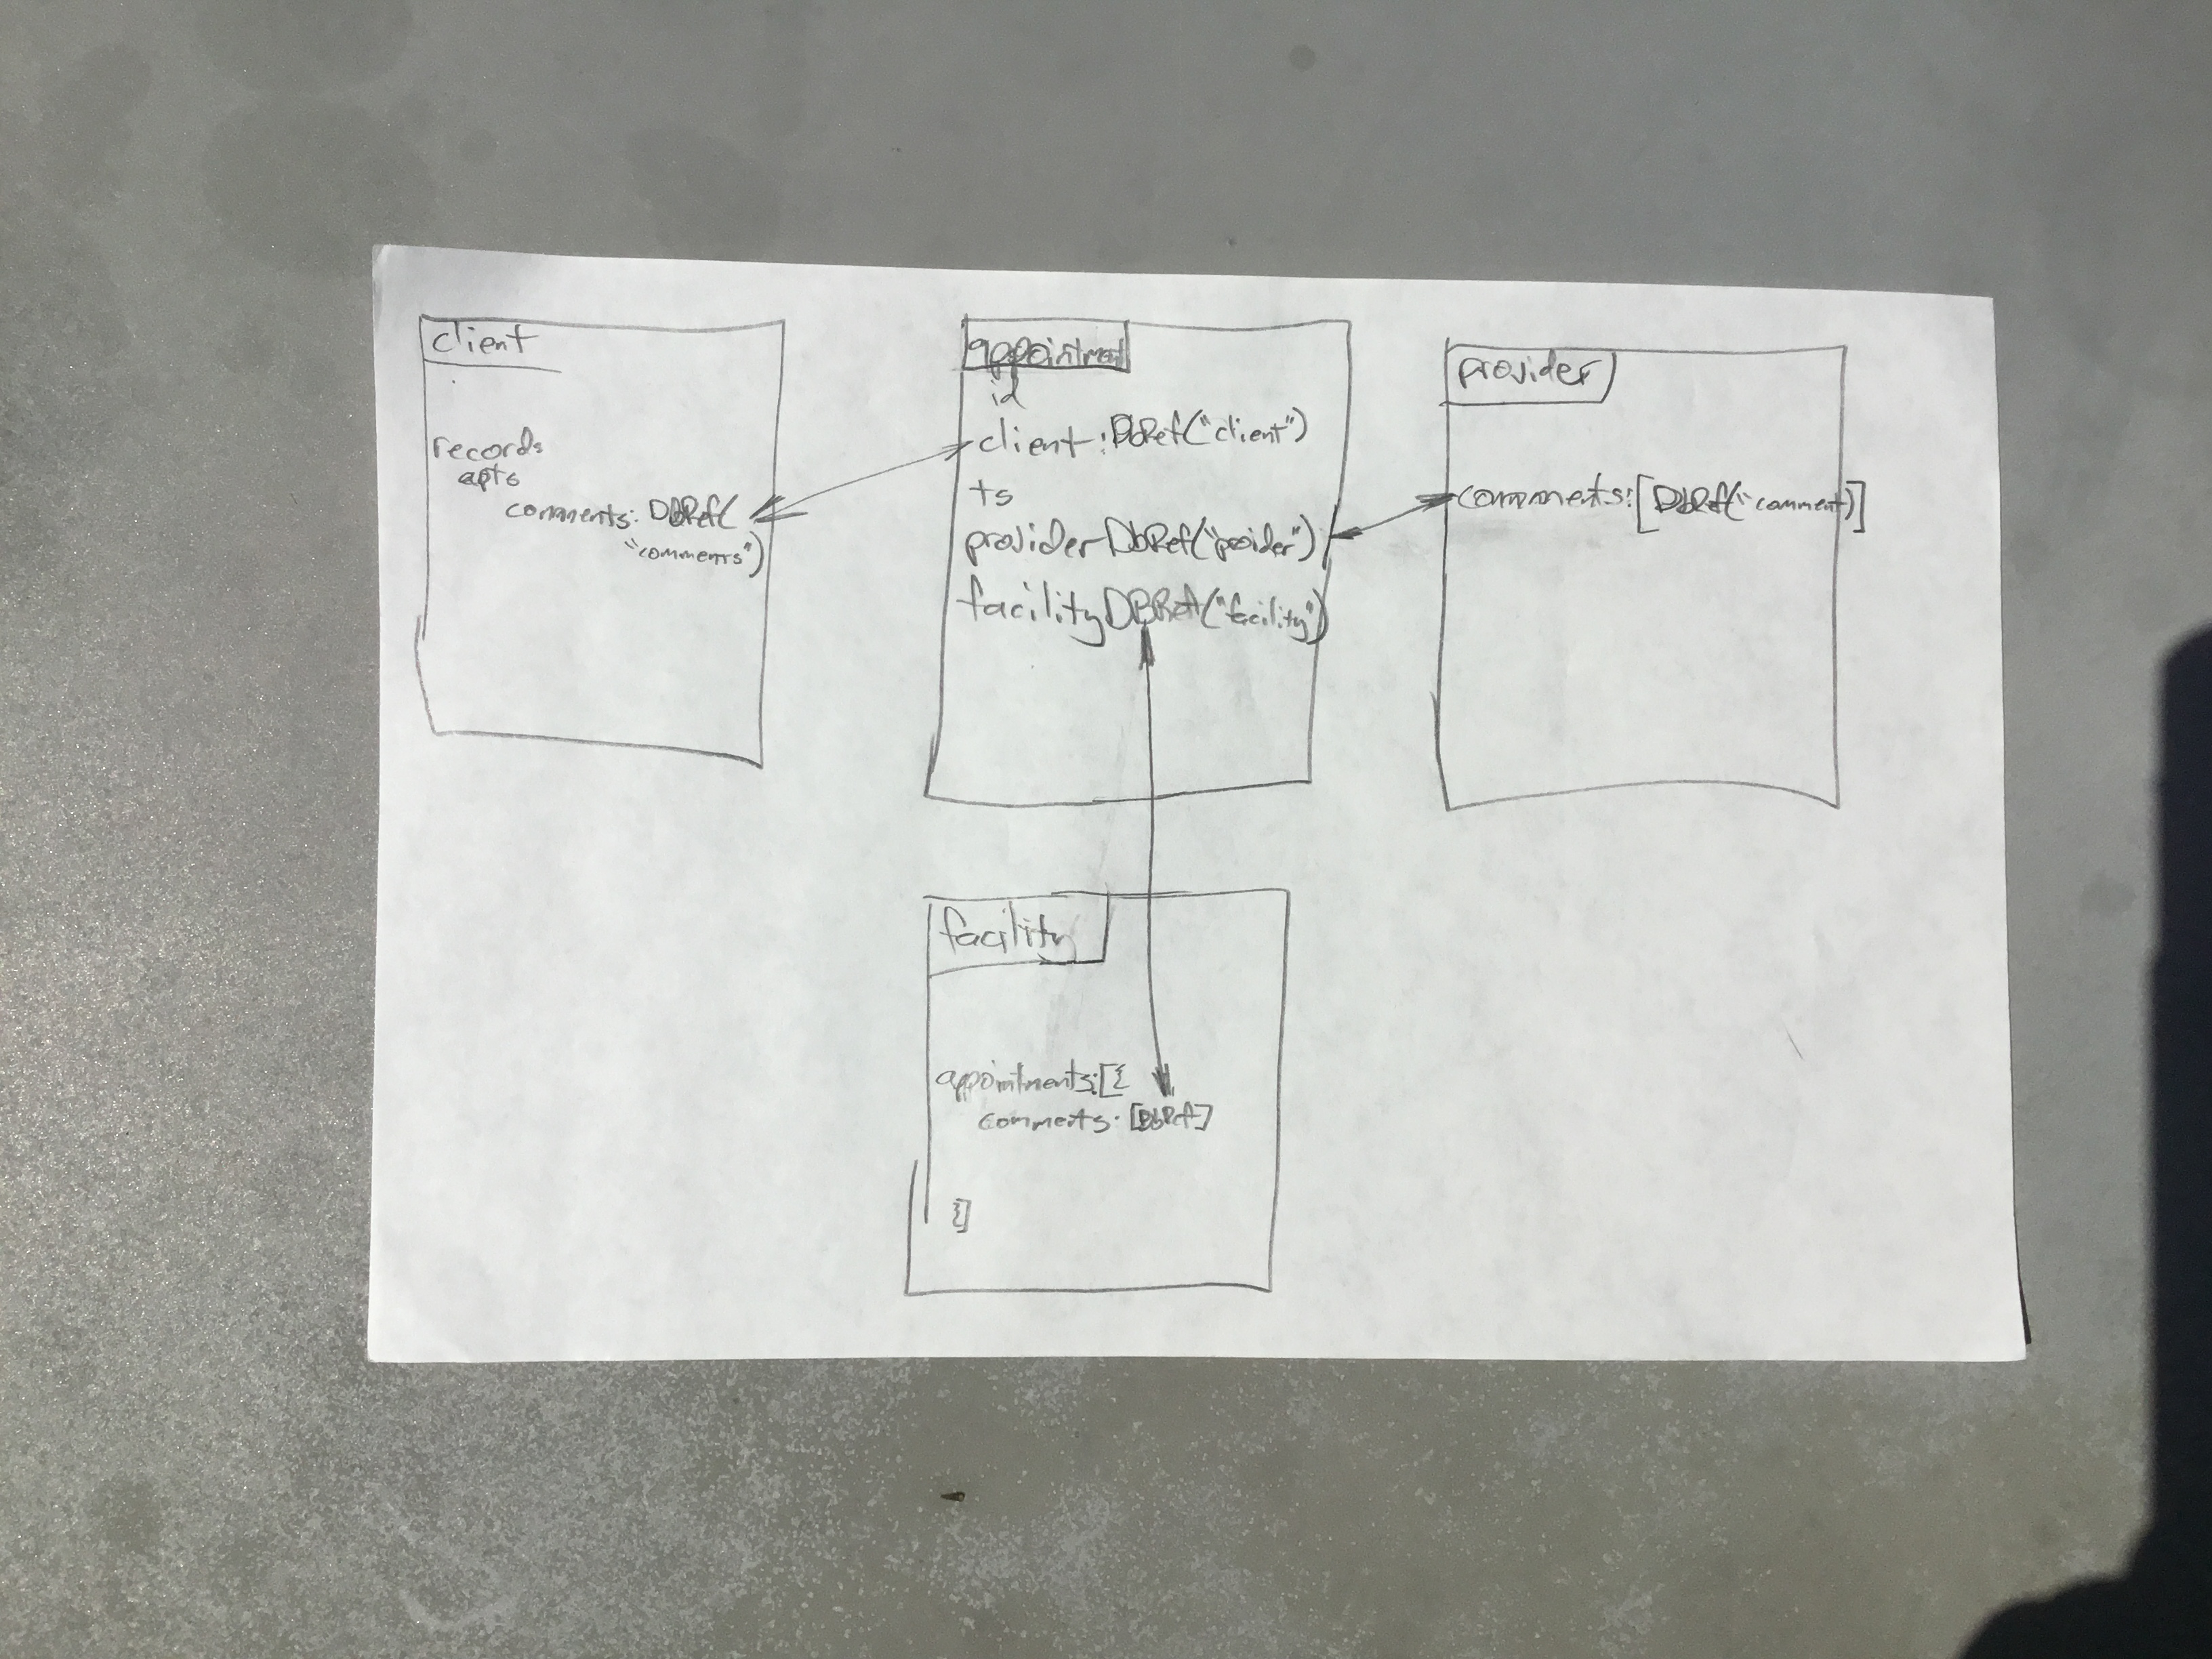 client
records
apts
comments: DbRef(
"comments")
appointment
id
client: DbRef("client")
ts
provider DbRef("provider")
facility DBRef("facility")
provider
comments: [DbRef("comment)]
facility
appointments: [{
comments: [DbRef]
}]